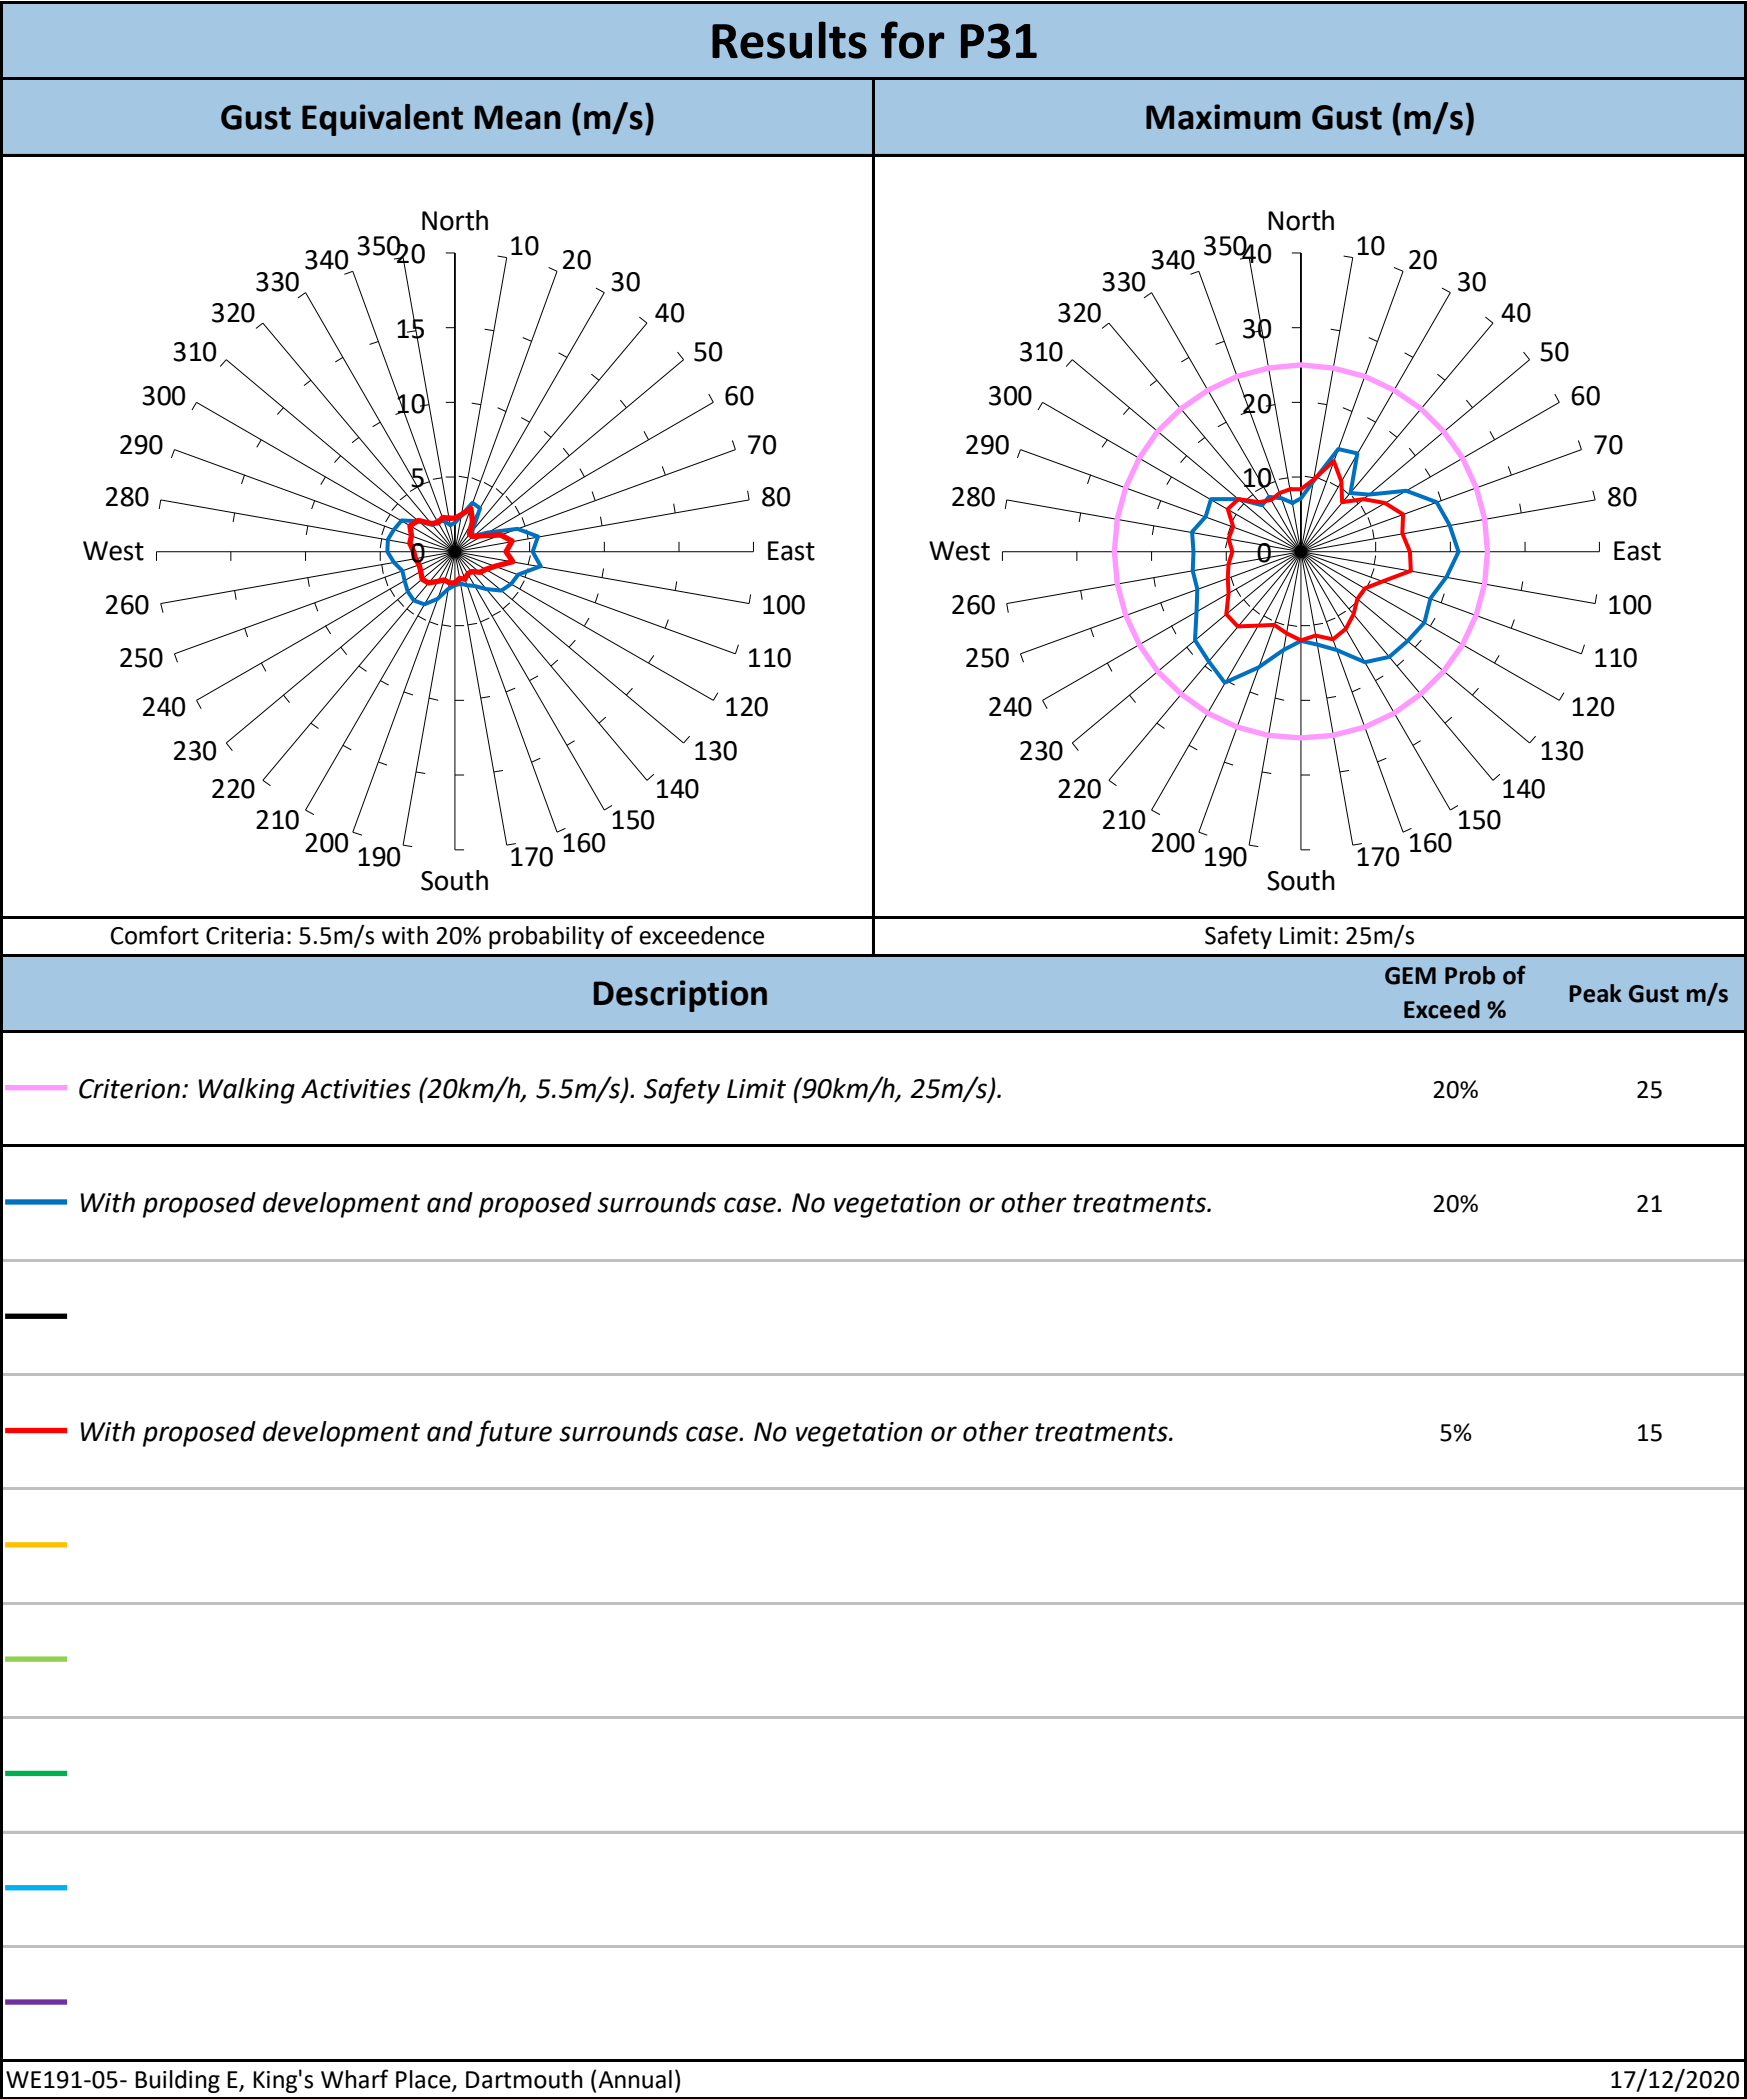 Results for P31
Gust Equivalent Mean (m/s)
Maximum Gust (m/s)
North
350 20 10
340 20
330 30
320 15 40
310 50
300 10 60
290 70
280 5 80
West 0 East
260 100
250 110
240 120
230 130
220 140
210 150
200 190 170 160
South
North
350 40 10
340 20
330 30
320 30 40
310 50
300 20 60
290 70
280 10 80
West 0 East
260 100
250 110
240 120
230 130
220 140
210 150
200 190 170 160
South
Comfort Criteria: 5.5m/s with 20% probability of exceedence
Safety Limit: 25m/s
Description
GEM Prob of
Exceed %
Peak Gust m/s
Criterion: Walking Activities (20km/h, 5.5m/s). Safety Limit (90km/h, 25m/s). 20% 25
With proposed development and proposed surrounds case. No vegetation or other treatments. 20% 21
With proposed development and future surrounds case. No vegetation or other treatments. 5% 15
WE191-05- Building E, King's Wharf Place, Dartmouth (Annual) 17/12/2020